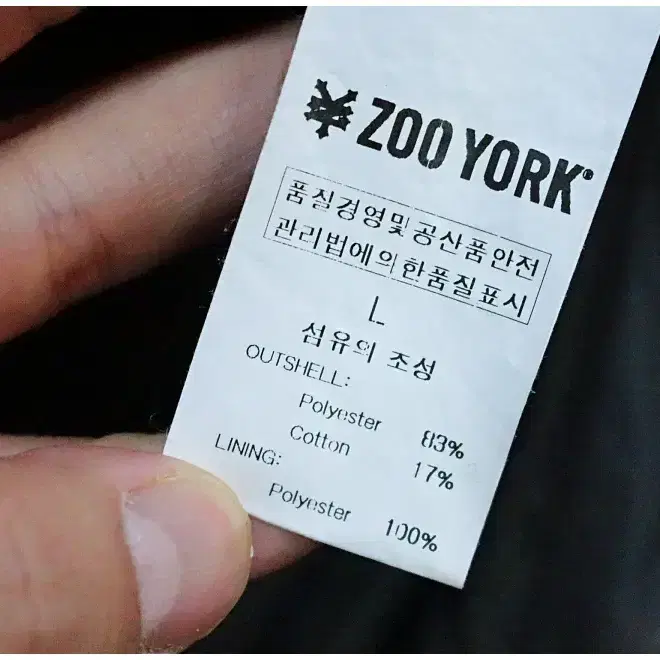 ZOO YORK®
품질경영및공산품안전
관리법에의한품질표시
L
섬유의 조성
OUTSHELL:
Polyester 83%
Cotton 17%
LINING:
Polyester 100%